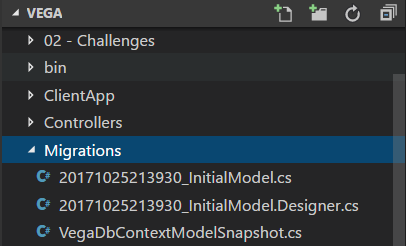 VEGA
02 - Challenges
bin
ClientApp
Controllers
Migrations
C# 20171025213930_InitialModel.cs
C# 20171025213930_InitialModel.Designer.cs
C# VegaDbContextModelSnapshot.cs